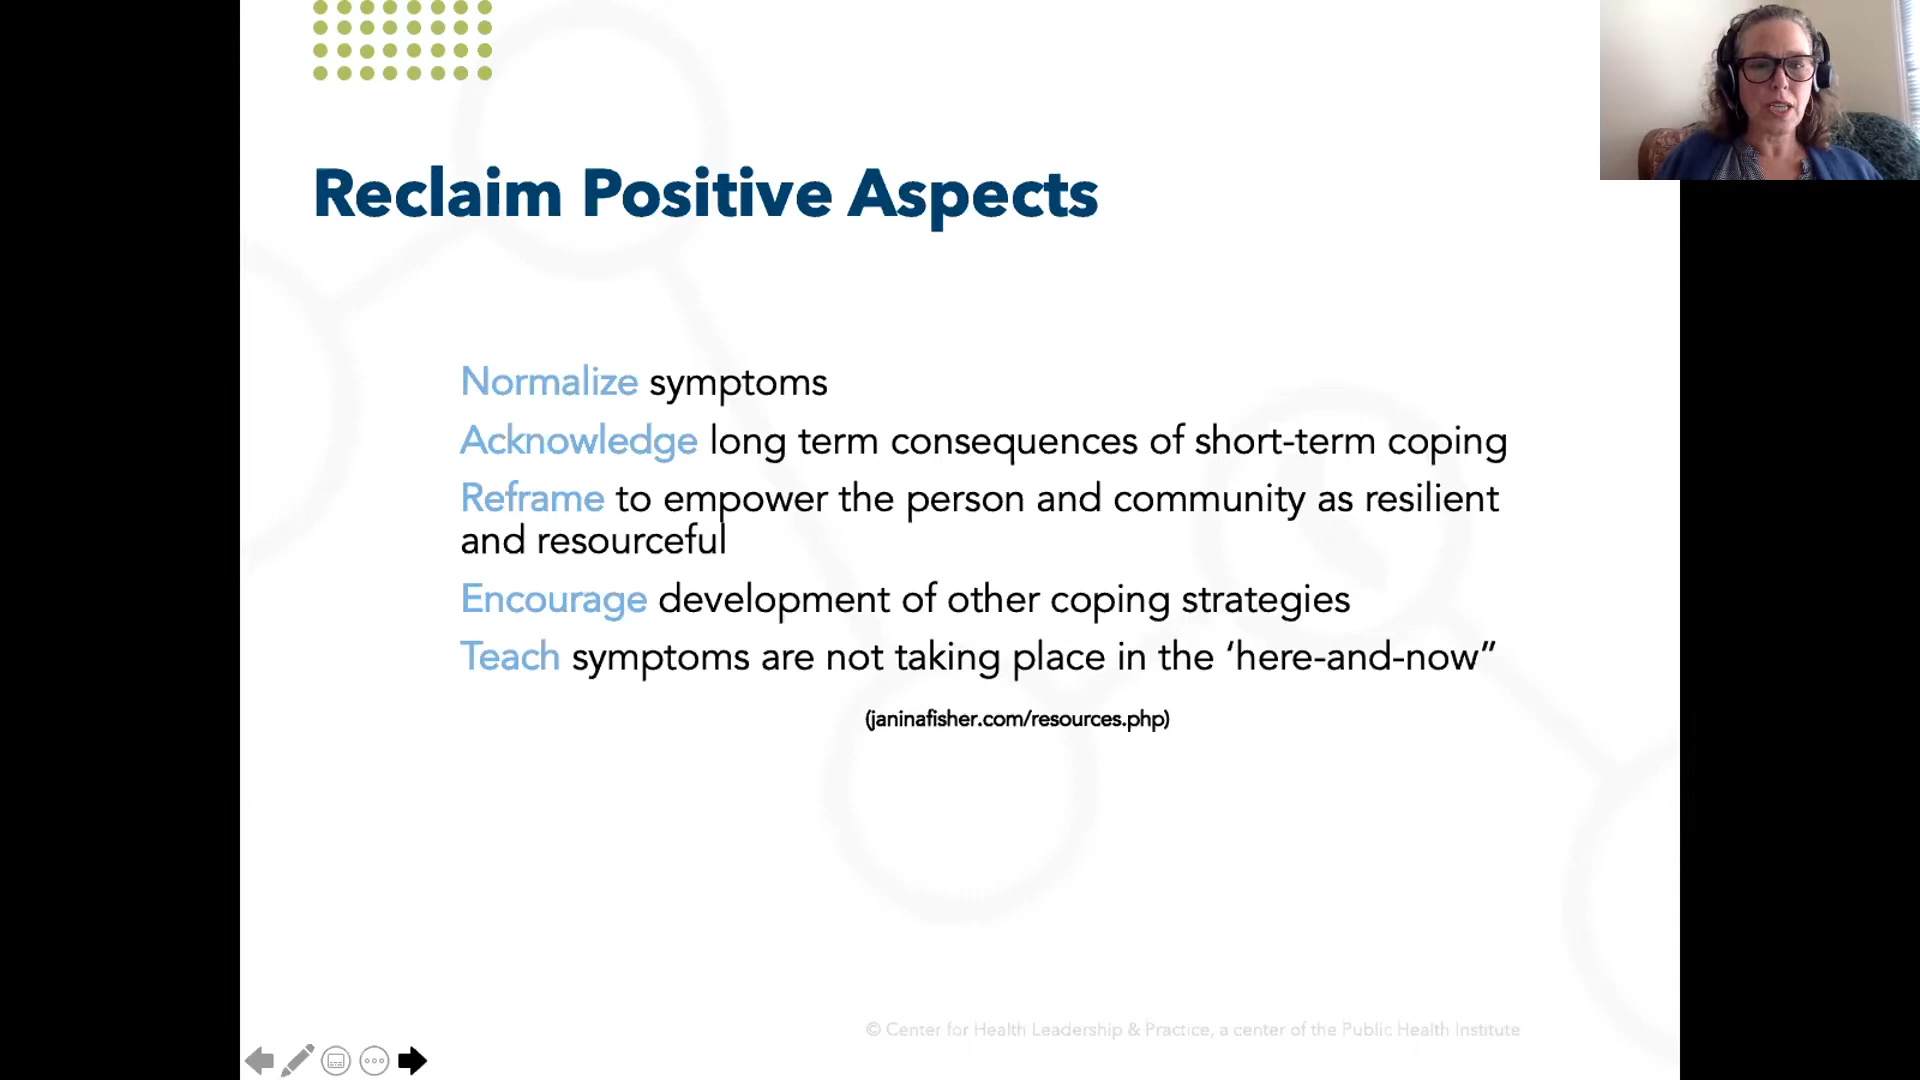 Reclaim Positive Aspects
Normalize symptoms
Acknowledge long term consequences of short-term coping
Reframe to empower the person and community as resilient
and resourceful
Encourage development of other coping strategies
Teach symptoms are not taking place in the ‘here-and-now”
(janinafisher.com/resources.php)
© Center for Health Leadership & Practice, a center of the Public Health Institute